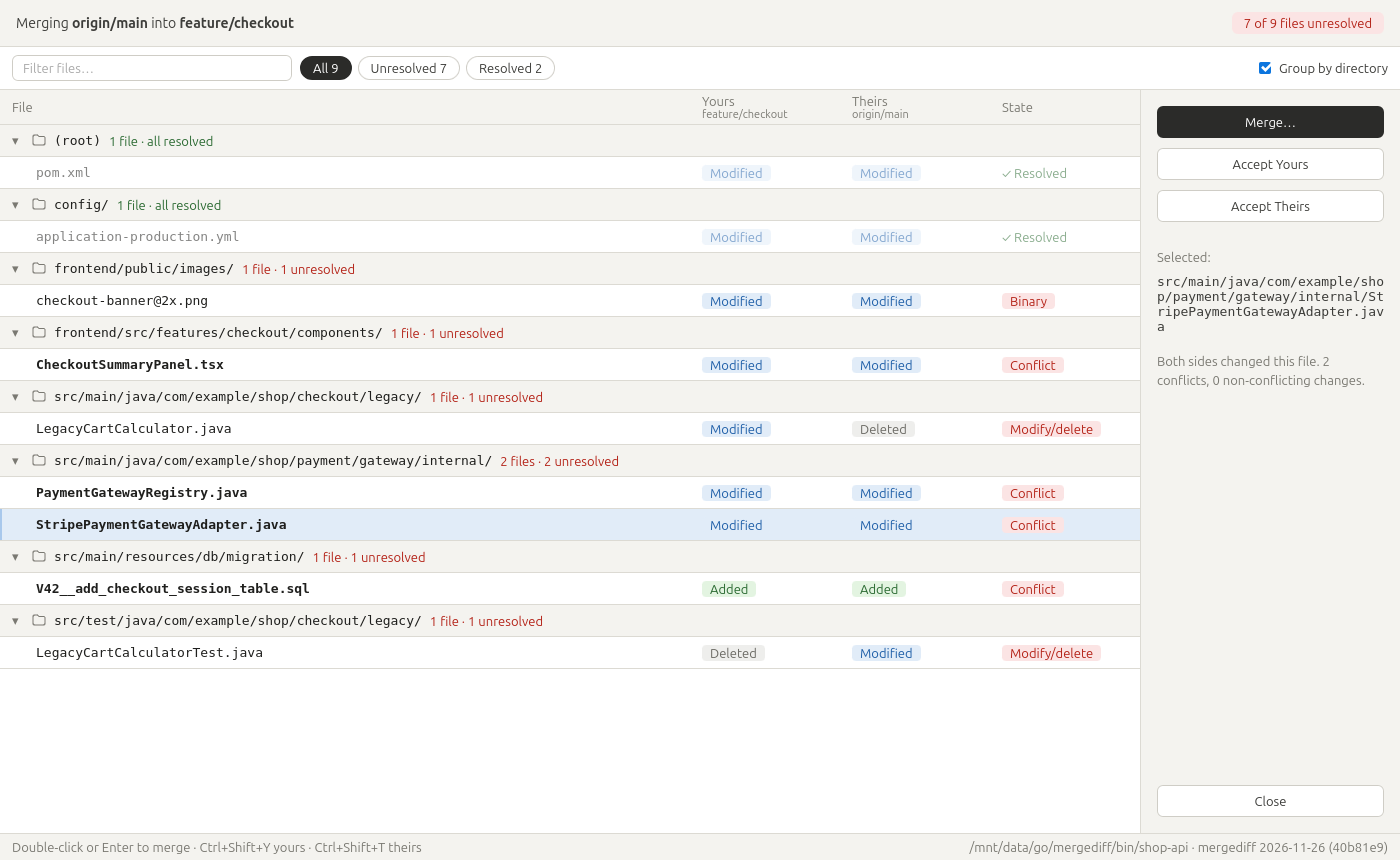 Merging origin/main into feature/checkout
7 of 9 files unresolved
Filter files…
All 9
Unresolved 7
Resolved 2
Group by directory
File
Yours
feature/checkout
Theirs
origin/main
State
(root) 1 file · all resolved
pom.xml Modified Modified ✓ Resolved
config/ 1 file · all resolved
application-production.yml Modified Modified ✓ Resolved
frontend/public/images/ 1 file · 1 unresolved
checkout-banner@2x.png Modified Modified Binary
frontend/src/features/checkout/components/ 1 file · 1 unresolved
CheckoutSummaryPanel.tsx Modified Modified Conflict
src/main/java/com/example/shop/checkout/legacy/ 1 file · 1 unresolved
LegacyCartCalculator.java Modified Deleted Modify/delete
src/main/java/com/example/shop/payment/gateway/internal/ 2 files · 2 unresolved
PaymentGatewayRegistry.java Modified Modified Conflict
StripePaymentGatewayAdapter.java Modified Modified Conflict
src/main/resources/db/migration/ 1 file · 1 unresolved
V42__add_checkout_session_table.sql Added Added Conflict
src/test/java/com/example/shop/checkout/legacy/ 1 file · 1 unresolved
LegacyCartCalculatorTest.java Deleted Modified Modify/delete
Merge…
Accept Yours
Accept Theirs
Selected:
src/main/java/com/example/sho
p/payment/gateway/internal/St
ripePaymentGatewayAdapter.jav
a
Both sides changed this file. 2
conflicts, 0 non-conflicting changes.
Close
Double-click or Enter to merge · Ctrl+Shift+Y yours · Ctrl+Shift+T theirs
/mnt/data/go/mergediff/bin/shop-api · mergediff 2026-11-26 (40b81e9)